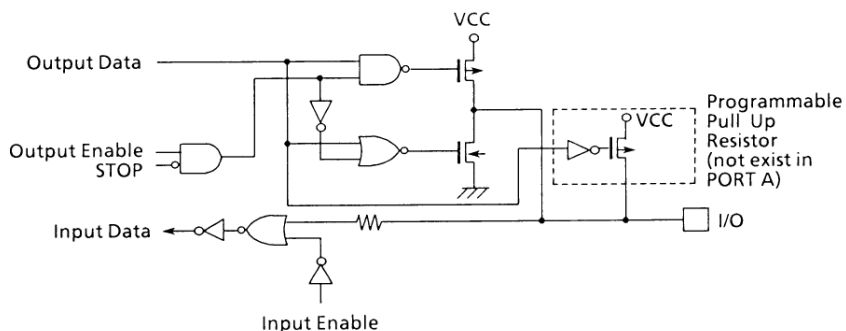 VCC
Output Data
Programmable
Pull Up
Resistor
(not exist in
PORT A)
VCC
Output Enable
STOP
I/O
Input Data
Input Enable